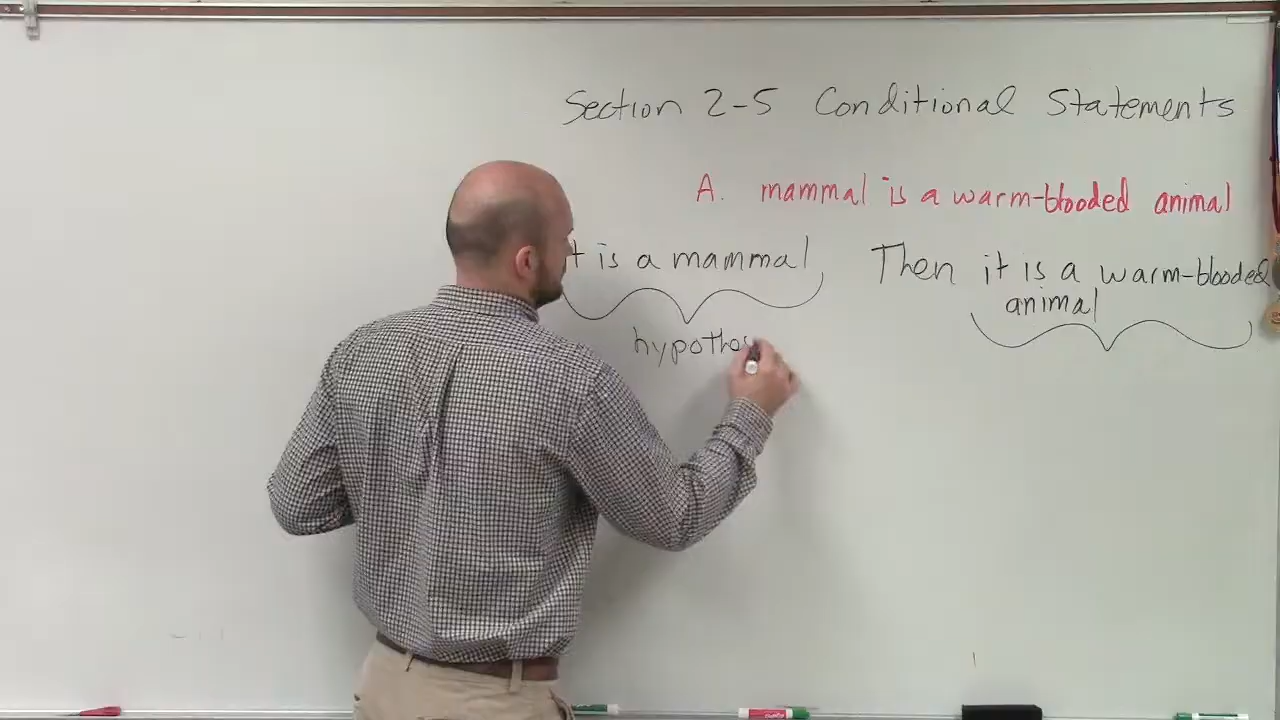 Section 2-5 Conditional Statements
A. mammal is a warm-blooded animal
t is a mammal, Then it is a warm-blooded
animal
hypothes